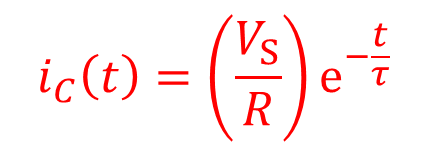 i_C(t) = (V_S/R) e^{-t/τ}